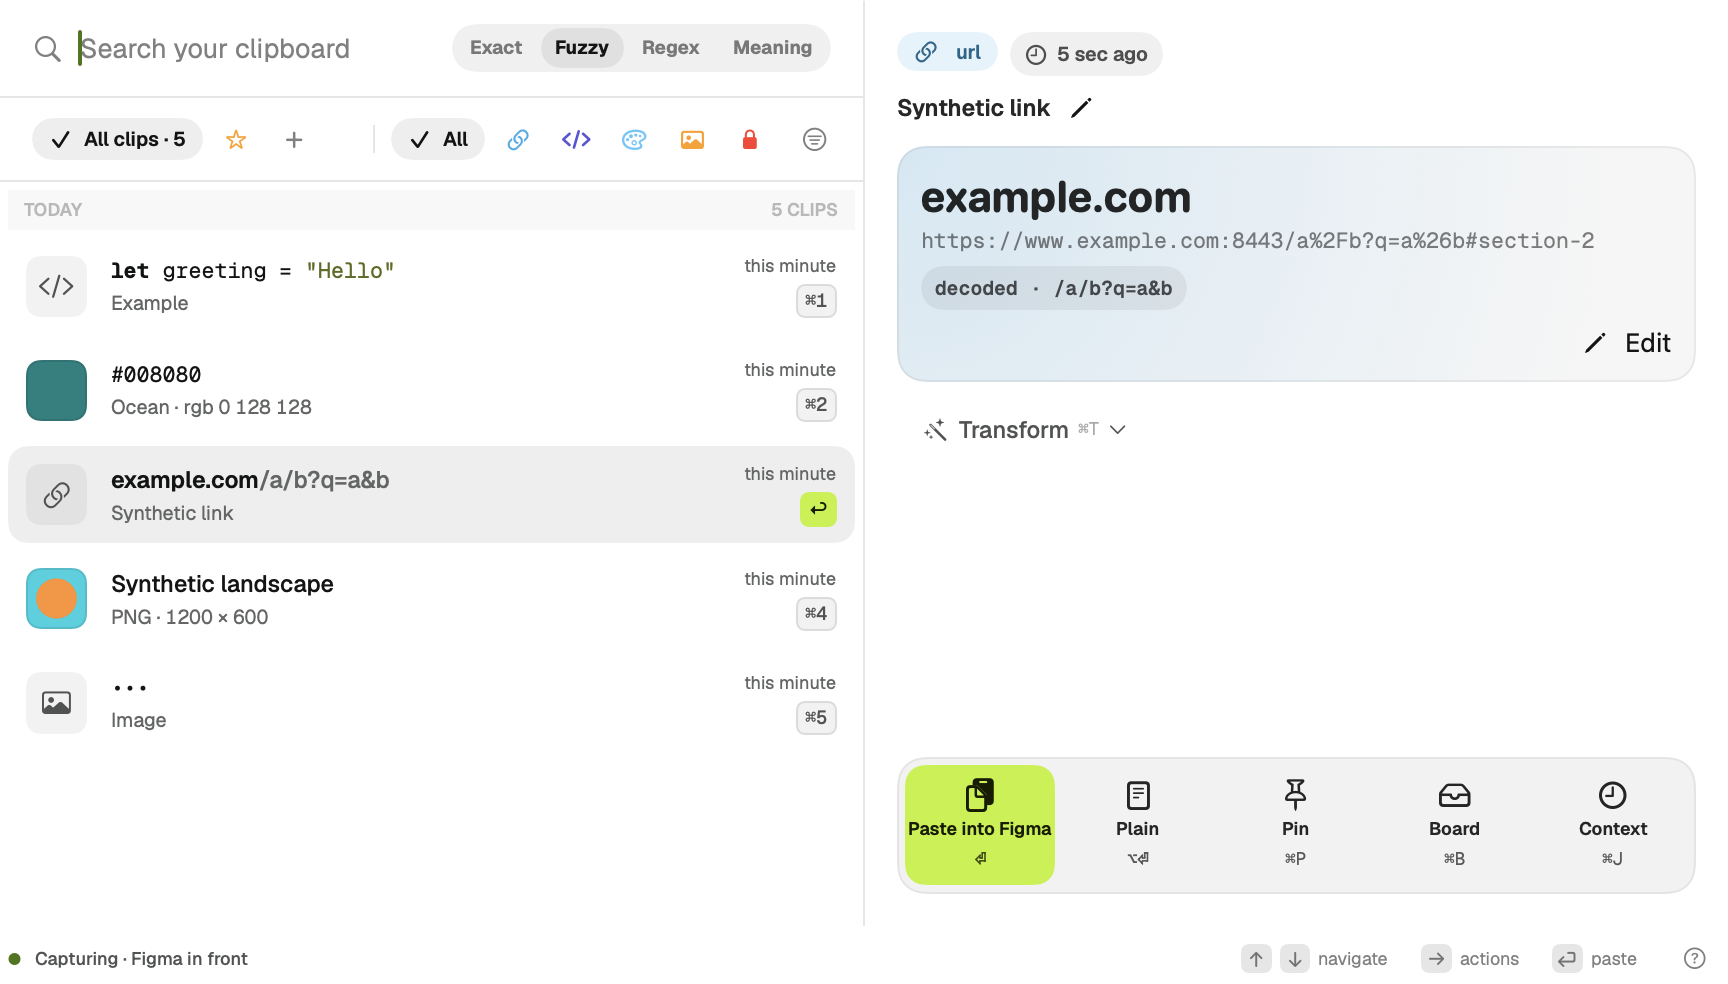 Search your clipboard
Exact Fuzzy Regex Meaning
All clips · 5
All
TODAY 5 CLIPS
let greeting = "Hello" this minute
Example ⌘1
#008080 this minute
Ocean · rgb 0 128 128 ⌘2
example.com/a/b?q=a&b this minute
Synthetic link
Synthetic landscape this minute
PNG · 1200 × 600 ⌘4
... this minute
Image ⌘5
Capturing · Figma in front
url 5 sec ago
Synthetic link
example.com
https://www.example.com:8443/a%2Fb?q=a%26b#section-2
decoded · /a/b?q=a&b
Edit
Transform ⌘T
Paste into Figma Plain Pin Board Context
⏎ ⌥⏎ ⌘P ⌘B ⌘J
↑ ↓ navigate → actions ↩ paste ?